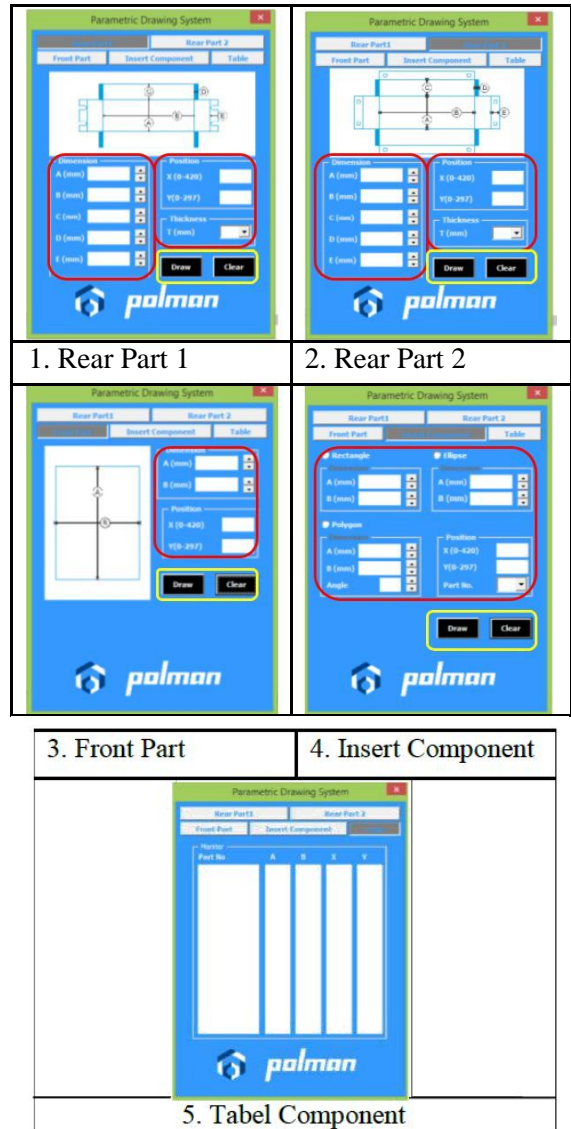 Parametric Drawing System
Rear Part 2
Front Part Insert Component Table
C D
B E
A
Dimension Position
A (mm) X (0-420)
B (mm) Y(0-297)
C (mm) Thickness
D (mm) T (mm)
E (mm) Draw Clear
polman
1. Rear Part 1
Parametric Drawing System
Rear Part1
Front Part Insert Component Table
C D
B E
A
Dimension Position
A (mm) X (0-420)
B (mm) Y(0-297)
C (mm) Thickness
D (mm) T (mm)
E (mm) Draw Clear
polman
2. Rear Part 2
Parametric Drawing System
Rear Part1 Rear Part 2
Insert Component Table
A
B
Dimension
A (mm)
B (mm)
Position
X (0-420)
Y(0-297)
Draw Clear
polman
3. Front Part
Parametric Drawing System
Rear Part1 Rear Part 2
Front Part Table
Rectangle Ellipse
Dimension Dimension
A (mm) A (mm)
B (mm) B (mm)
Polygon
Dimension Position
A (mm) X (0-420)
B (mm) Y(0-297)
Angle Part No.
Draw Clear
polman
4. Insert Component
Parametric Drawing System
Rear Part1 Rear Part 2
Front Part Insert Component
Monitor
Part No A B X Y
polman
5. Tabel Component